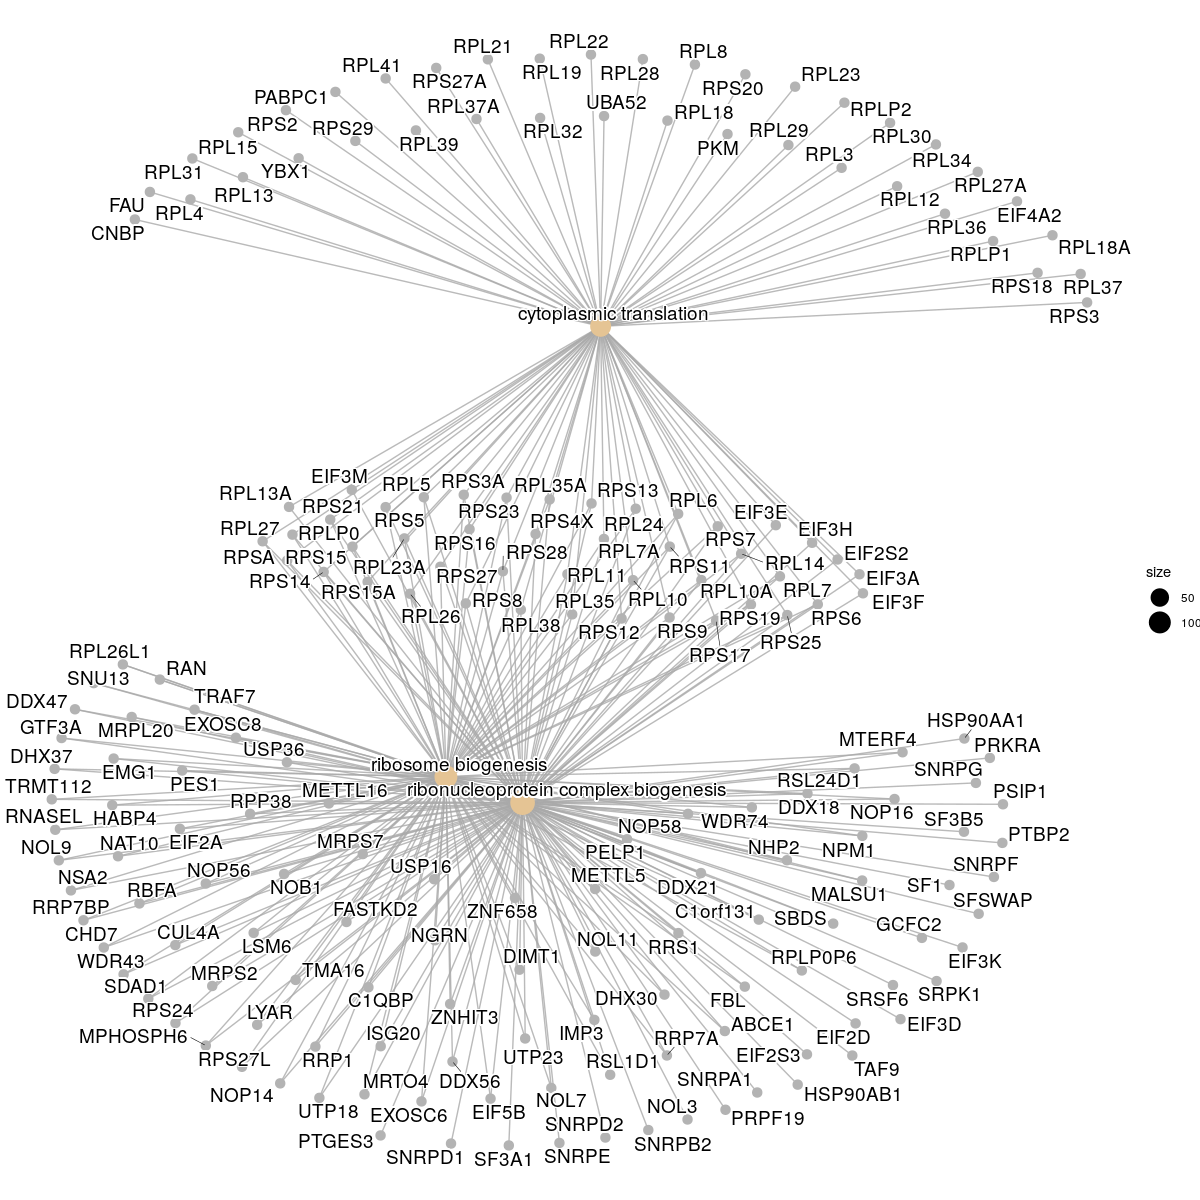 RPL22
RPL21
RPL8
RPL41
RPL19
RPL28
RPL23
RPS27A
RPS20
PABPC1
RPL37A
UBA52
RPLP2
RPL18
RPS2
RPS29
RPL32
RPL29
RPL30
RPL15
RPL39
PKM
RPL3
RPL34
RPL31
YBX1
RPL27A
RPL13
RPL12
FAU
RPL4
EIF4A2
CNBP
RPL36
RPL18A
RPLP1
RPS18
RPL37
cytoplasmic translation
RPS3
EIF3M
RPL5
RPS3A
RPL35A
RPS13
RPL13A
RPS21
RPL6
RPS5
RPS23
RPS4X
RPL24
EIF3E
RPL27
RPLP0
RPS7
EIF3H
RPSA
RPS15
RPS16
RPS28
RPL7A
EIF2S2
RPS14
RPL23A
RPS27
RPL11
RPS11
RPL14
EIF3A
RPS15A
RPS8
RPL35
RPL10
RPL10A
RPL7
EIF3F
RPL26
RPL38
RPS12
RPS9
RPS19
RPS6
RPS17
RPS25
size
50
100
RPL26L1
RAN
SNU13
TRAF7
DDX47
GTF3A
MRPL20
EXOSC8
HSP90AA1
DHX37
USP36
MTERF4
PRKRA
EMG1
PES1
ribosome biogenesis
SNRPG
TRMT112
METTL16
ribonucleoprotein complex biogenesis
RSL24D1
PSIP1
RNASEL
HABP4
RPP38
DDX18
NOP16
NOL9
NAT10
EIF2A
MRPS7
NOP58
WDR74
SF3B5
PTBP2
NSA2
NOP56
USP16
PELP1
NHP2
NPM1
SNRPF
RRP7BP
RBFA
NOB1
METTL5
DDX21
MALSU1
SF1
SFSWAP
CHD7
CUL4A
FASTKD2
ZNF658
C1orf131
SBDS
GCFC2
WDR43
LSM6
NGRN
NOL11
RRS1
EIF3K
SDAD1
MRPS2
TMA16
DIMT1
RPLP0P6
RPS24
LYAR
C1QBP
DHX30
FBL
SRSF6
SRPK1
MPHOSPH6
ISG20
ZNHIT3
IMP3
RRP7A
ABCE1
EIF2D
EIF3D
RPS27L
RRP1
UTP23
RSL1D1
EIF2S3
TAF9
NOP14
MRTO4
DDX56
SNRPA1
HSP90AB1
UTP18
EXOSC6
EIF5B
NOL7
NOL3
PRPF19
PTGES3
SNRPD2
SNRPB2
SNRPD1
SF3A1
SNRPE